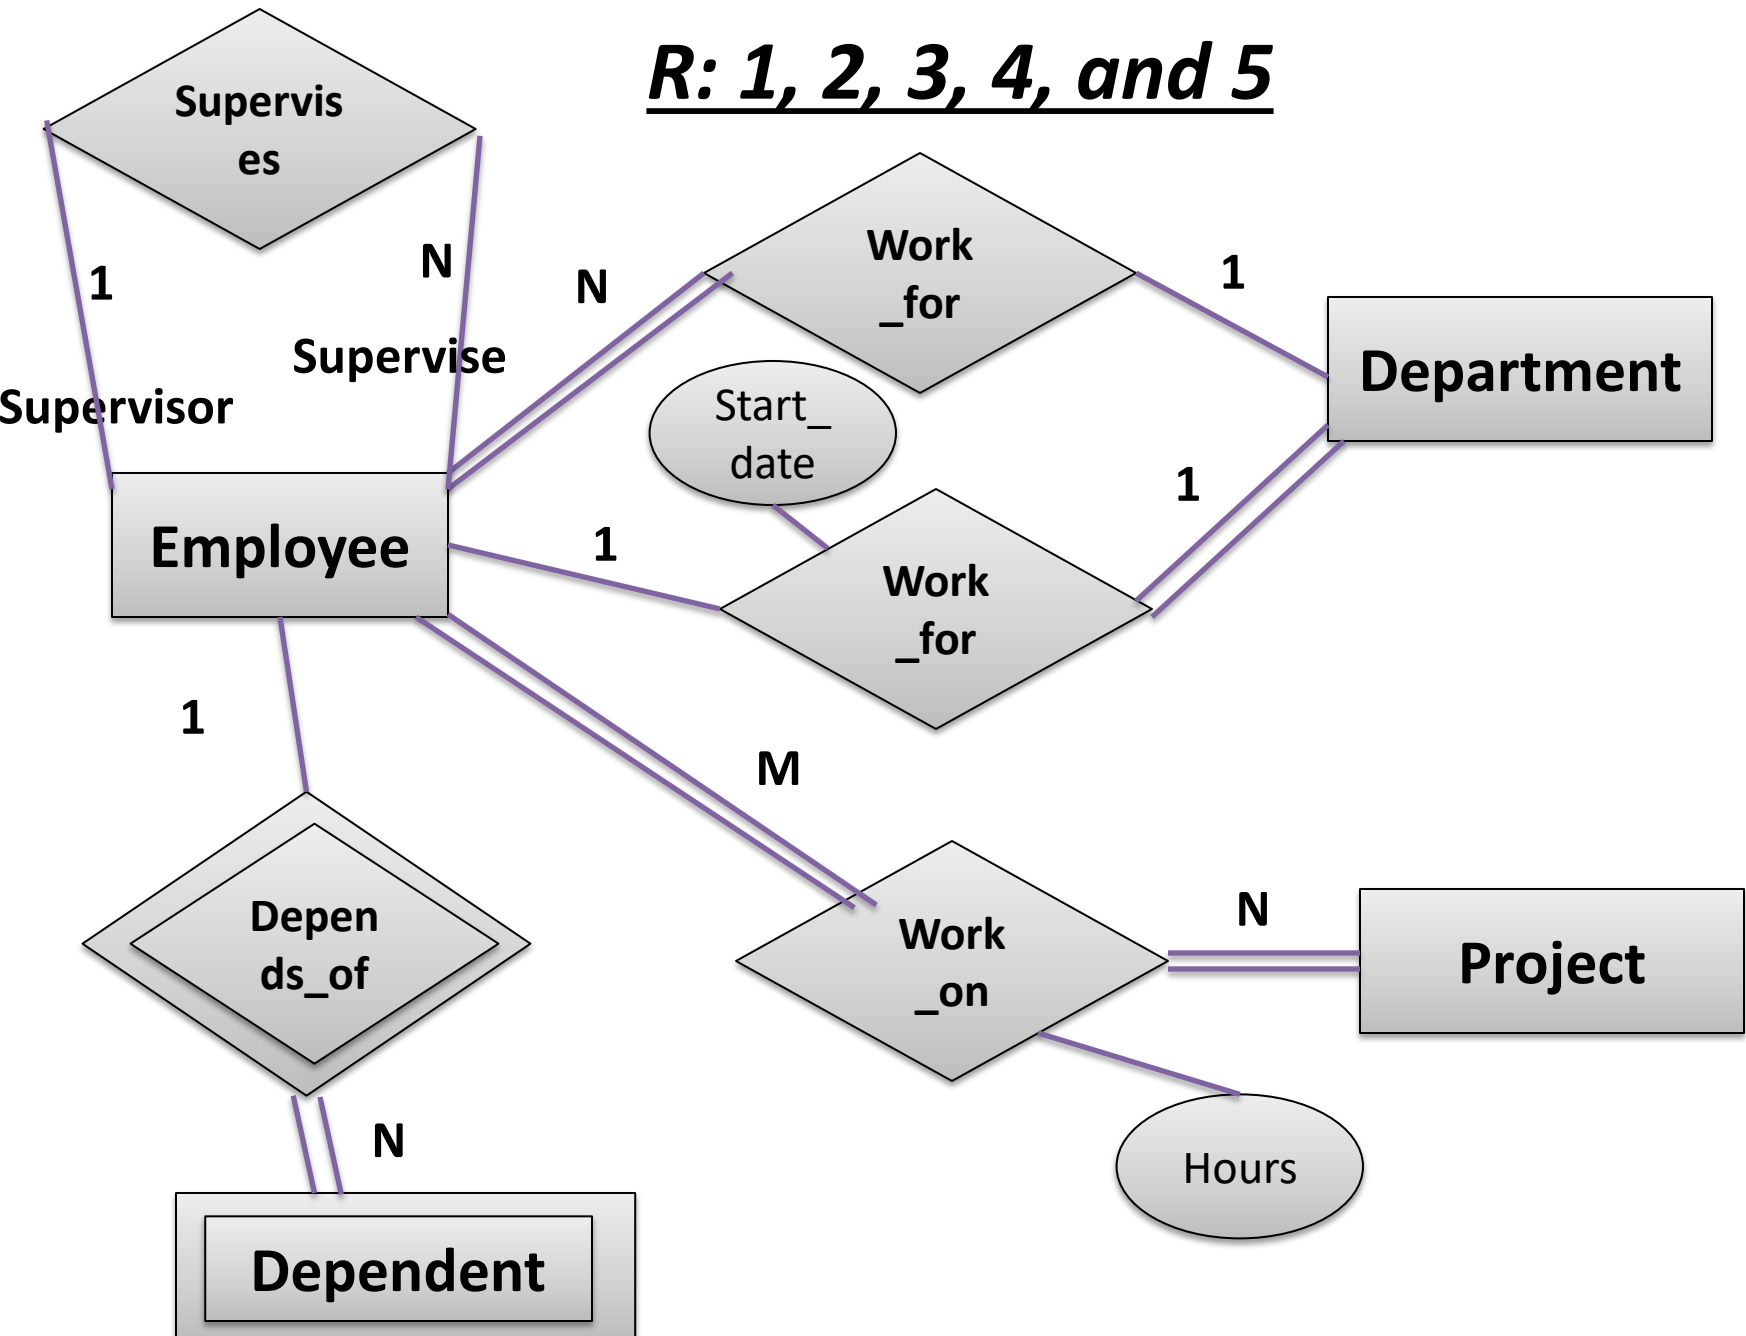 R: 1, 2, 3, 4, and 5
Supervis
es
1
N
Supervisor
Supervise
N
Work
_for
1
Department
Start_
date
Employee
1
Work
_for
1
1
M
Depen
ds_of
Work
_on
N
Project
N
Hours
Dependent